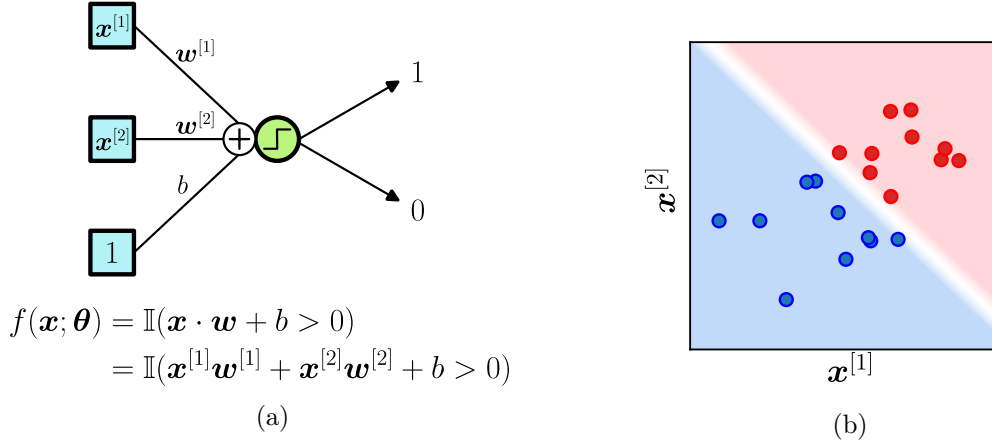 x^[1]
w^[1]
1
x^[2]
w^[2]
b
0
1
f(x; θ) = 𝕀(x · w + b > 0)
= 𝕀(x^[1]w^[1] + x^[2]w^[2] + b > 0)
(a)
x^[2]
x^[1]
(b)